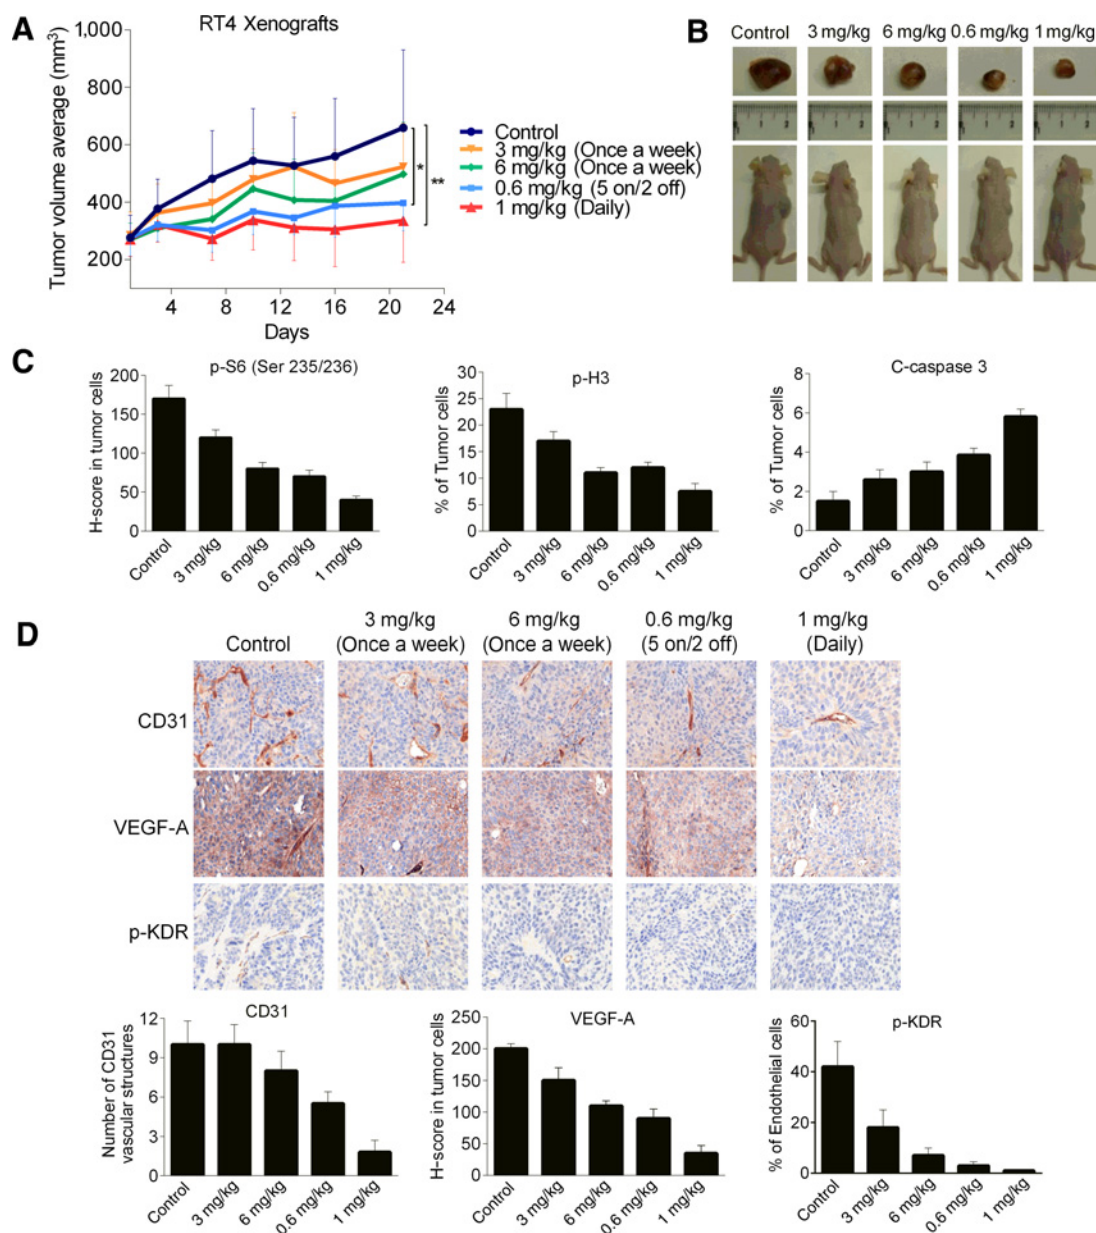 A
RT4 Xenografts
Tumor volume average (mm³)
1,000
800
600
400
200
4 8 12 16 20 24
Days
Control
3 mg/kg (Once a week)
6 mg/kg (Once a week)
0.6 mg/kg (5 on/2 off)
1 mg/kg (Daily)
*
**
B
Control 3 mg/kg 6 mg/kg 0.6 mg/kg 1 mg/kg
C
p-S6 (Ser 235/236)
H-score in tumor cells
200
150
100
50
0
Control 3 mg/kg 6 mg/kg 0.6 mg/kg 1 mg/kg
p-H3
% of Tumor cells
30
25
20
15
10
5
0
Control 3 mg/kg 6 mg/kg 0.6 mg/kg 1 mg/kg
C-caspase 3
% of Tumor cells
8
6
4
2
0
Control 3 mg/kg 6 mg/kg 0.6 mg/kg 1 mg/kg
D
Control
3 mg/kg
(Once a week)
6 mg/kg
(Once a week)
0.6 mg/kg
(5 on/2 off)
1 mg/kg
(Daily)
CD31
VEGF-A
p-KDR
CD31
Number of CD31
vascular structures
12
9
6
3
0
Control 3 mg/kg 6 mg/kg 0.6 mg/kg 1 mg/kg
VEGF-A
H-score in tumor cells
250
200
150
100
50
0
Control 3 mg/kg 6 mg/kg 0.6 mg/kg 1 mg/kg
p-KDR
% of Endothelial cells
60
40
20
0
Control 3 mg/kg 6 mg/kg 0.6 mg/kg 1 mg/kg